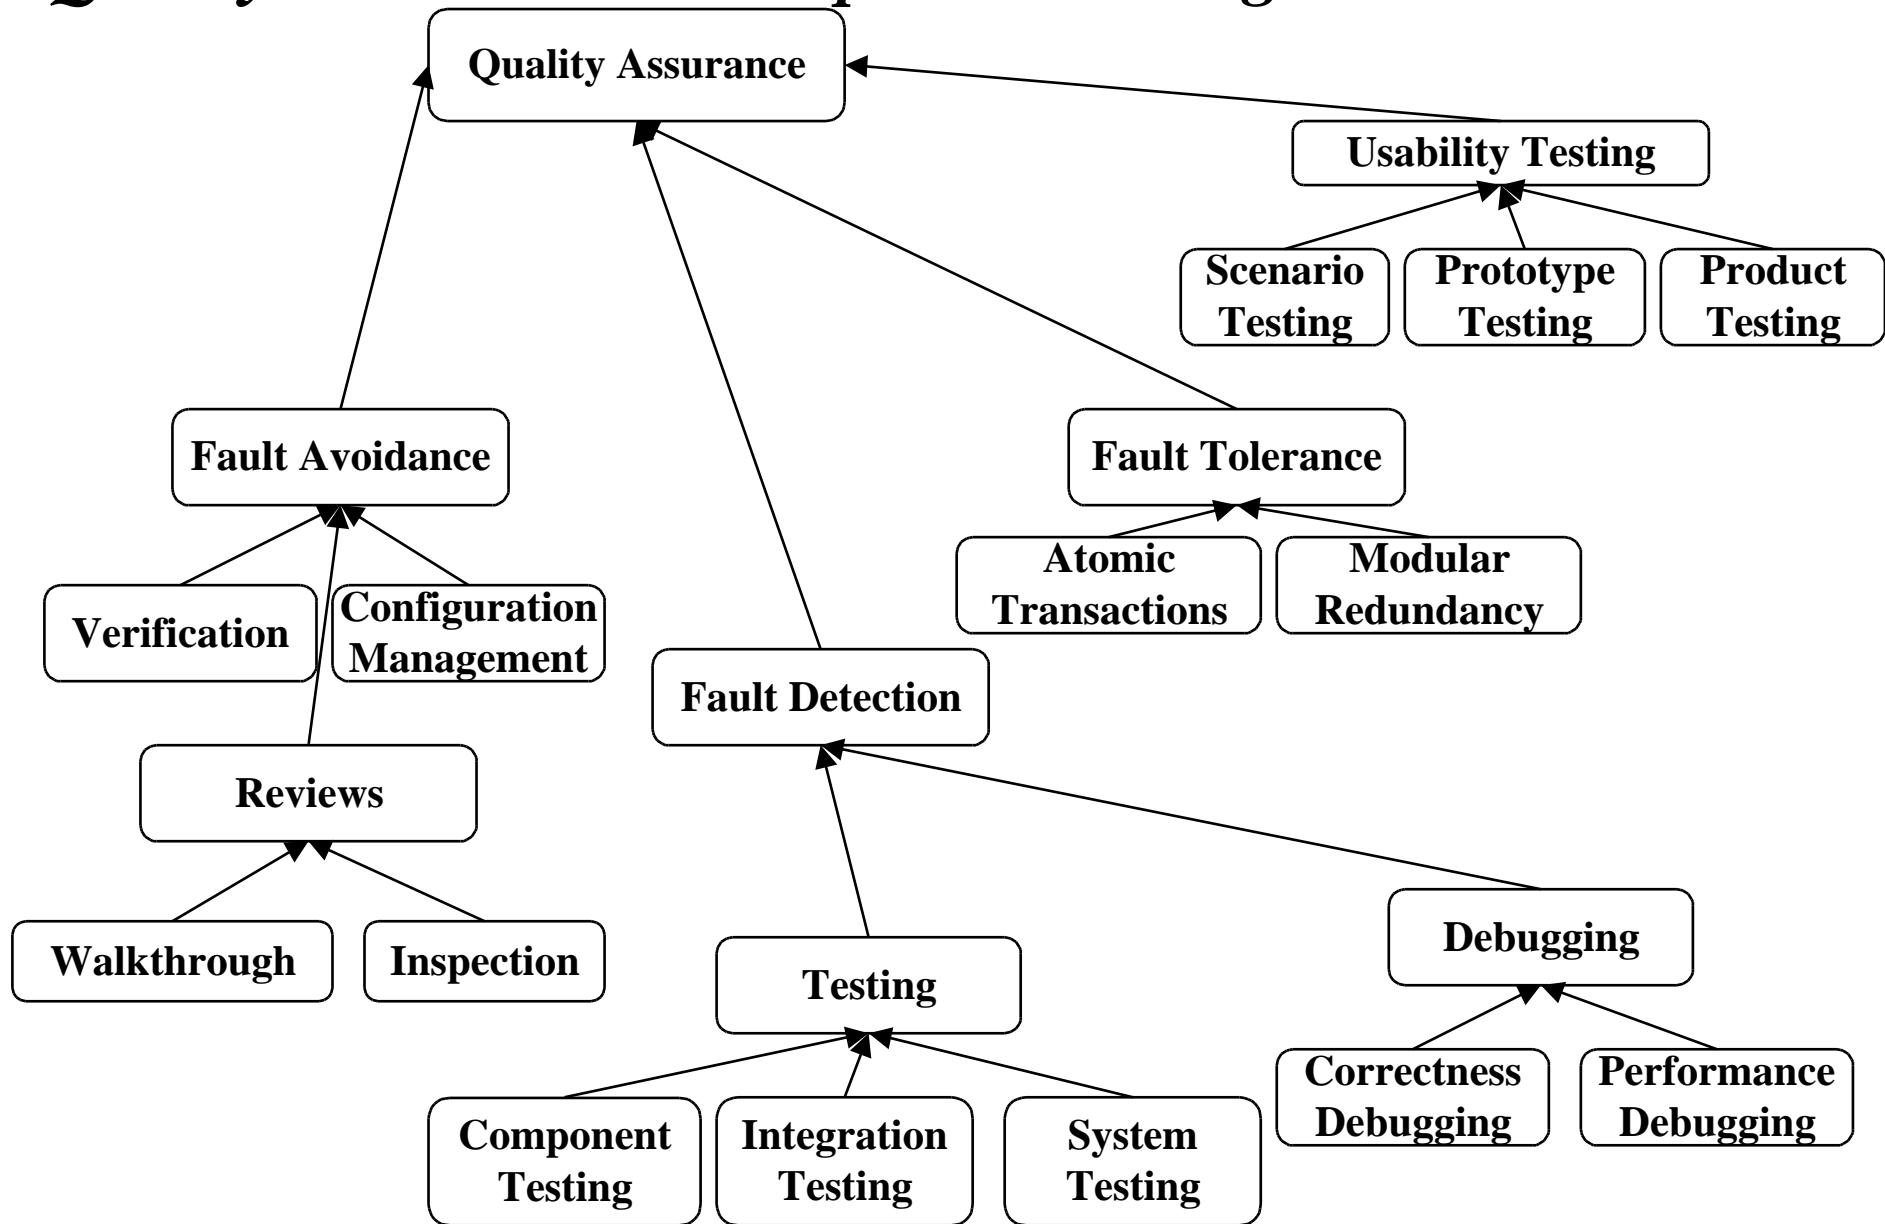 Quality Assurance
Usability Testing
Scenario
Testing
Prototype
Testing
Product
Testing
Fault Avoidance
Fault Tolerance
Atomic
Transactions
Modular
Redundancy
Verification
Configuration
Management
Fault Detection
Reviews
Walkthrough
Inspection
Testing
Debugging
Correctness
Debugging
Performance
Debugging
Component
Testing
Integration
Testing
System
Testing